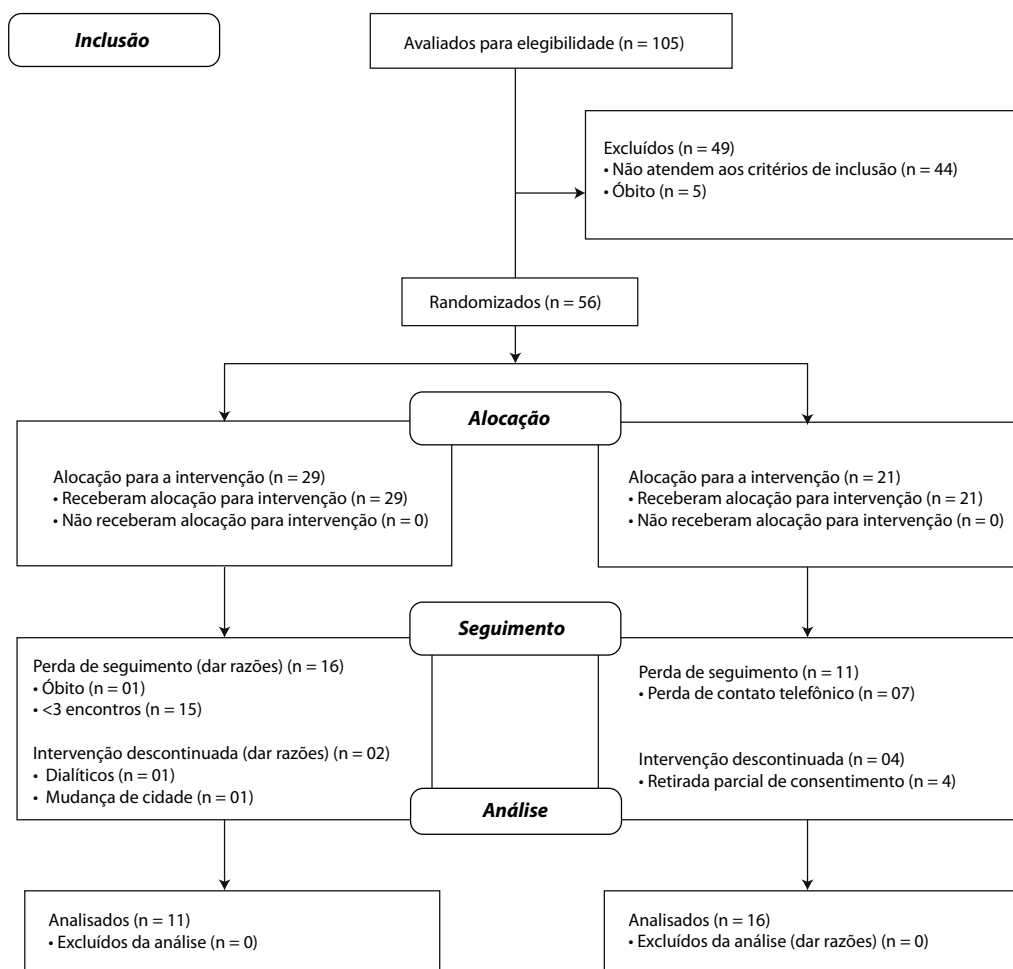 Inclusão
Avaliados para elegibilidade (n = 105)
Excluídos (n = 49)
• Não atendem aos critérios de inclusão (n = 44)
• Óbito (n = 5)
Randomizados (n = 56)
Alocação
Alocação para a intervenção (n = 29)
• Receberam alocação para intervenção (n = 29)
• Não receberam alocação para intervenção (n = 0)
Alocação para a intervenção (n = 21)
• Receberam alocação para intervenção (n = 21)
• Não receberam alocação para intervenção (n = 0)
Seguimento
Perda de seguimento (dar razões) (n = 16)
• Óbito (n = 01)
• <3 encontros (n = 15)
Intervenção descontinuada (dar razões) (n = 02)
• Dialíticos (n = 01)
• Mudança de cidade (n = 01)
Perda de seguimento (n = 11)
• Perda de contato telefônico (n = 07)
Intervenção descontinuada (n = 04)
• Retirada parcial de consentimento (n = 4)
Análise
Analisados (n = 11)
• Excluídos da análise (n = 0)
Analisados (n = 16)
• Excluídos da análise (dar razões) (n = 0)